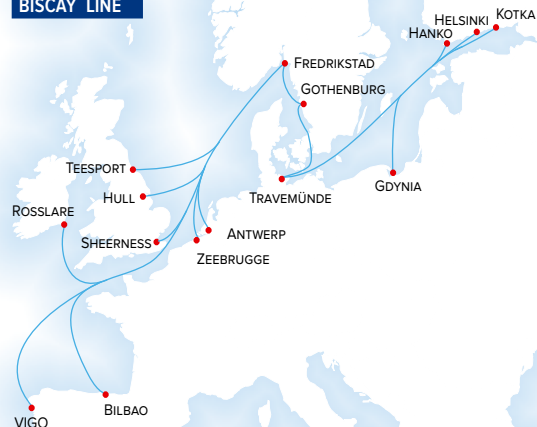 BISCAY LINE
KOTKA
HELSINKI
HANKO
FREDRIKSTAD
GOTHENBURG
TEESPORT
HULL
TRAVEMÜNDE
GDYNIA
ROSSLARE
SHEERNESS
ANTWERP
ZEEBRUGGE
BILBAO
VIGO